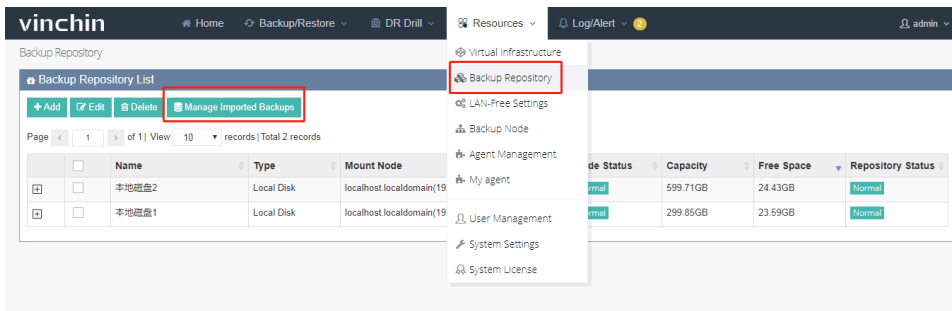 vinchin Home Backup/Restore DR Drill Resources Log/Alert 2 admin
Backup Repository
Virtual Infrastructure
Backup Repository List
Backup Repository
+Add Edit Delete Manage Imported Backups
LAN-Free Settings
Page < 1 > of 1| View 10 records|Total 2 records
Backup Node
Agent Management
Name Type Mount Node de Status Capacity Free Space Repository Status
My agent
本地磁盘2 Local Disk localhost.localdomain(19 rmal 599.71GB 24.43GB Normal
本地磁盘1 Local Disk localhost.localdomain(19 rmal 299.85GB 23.59GB Normal
User Management
System Settings
System License